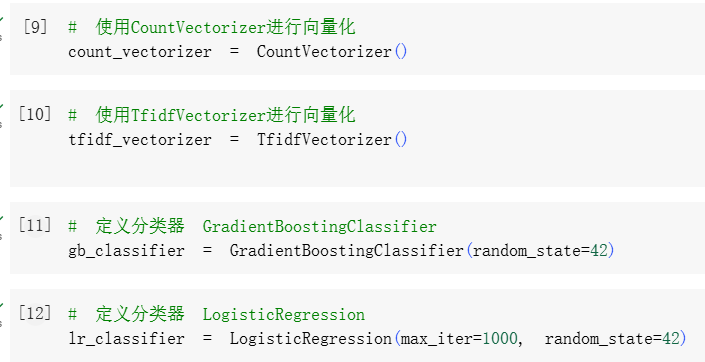 [9] # 使用CountVectorizer进行向量化
count_vectorizer = CountVectorizer()
[10] # 使用TfidfVectorizer进行向量化
tfidf_vectorizer = TfidfVectorizer()
[11] # 定义分类器 GradientBoostingClassifier
gb_classifier = GradientBoostingClassifier(random_state=42)
[12] # 定义分类器 LogisticRegression
lr_classifier = LogisticRegression(max_iter=1000, random_state=42)